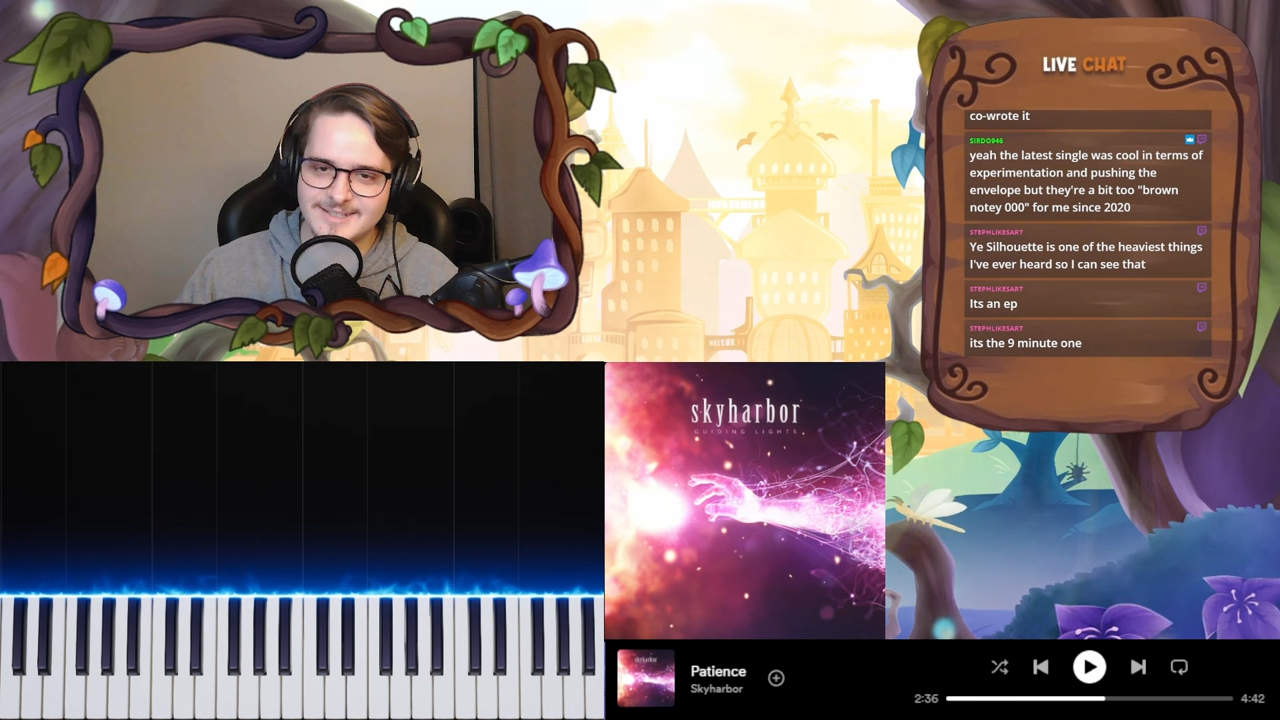 LIVE CHAT
co-wrote it
SIRDO946
yeah the latest single was cool in terms of
experimentation and pushing the
envelope but they're a bit too "brown
notey 000" for me since 2020
STEPHLIKESART
Ye Silhouette is one of the heaviest things
I've ever heard so I can see that
STEPHLIKESART
Its an ep
STEPHLIKESART
its the 9 minute one
skyharbor
GUIDING LIGHTS
skyharbor
Patience
Skyharbor
2:36
4:42